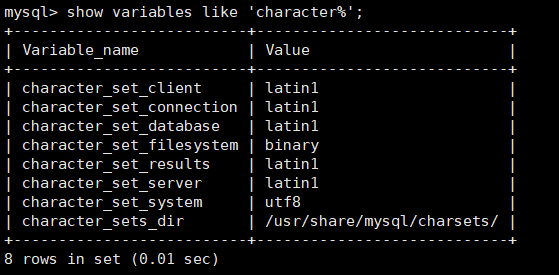 mysql> show variables like 'character%';
+--------------------------+----------------------------+
| Variable_name            | Value                      |
+--------------------------+----------------------------+
| character_set_client     | latin1                     |
| character_set_connection | latin1                     |
| character_set_database   | latin1                     |
| character_set_filesystem | binary                     |
| character_set_results    | latin1                     |
| character_set_server     | latin1                     |
| character_set_system     | utf8                       |
| character_sets_dir       | /usr/share/mysql/charsets/ |
+--------------------------+----------------------------+
8 rows in set (0.01 sec)